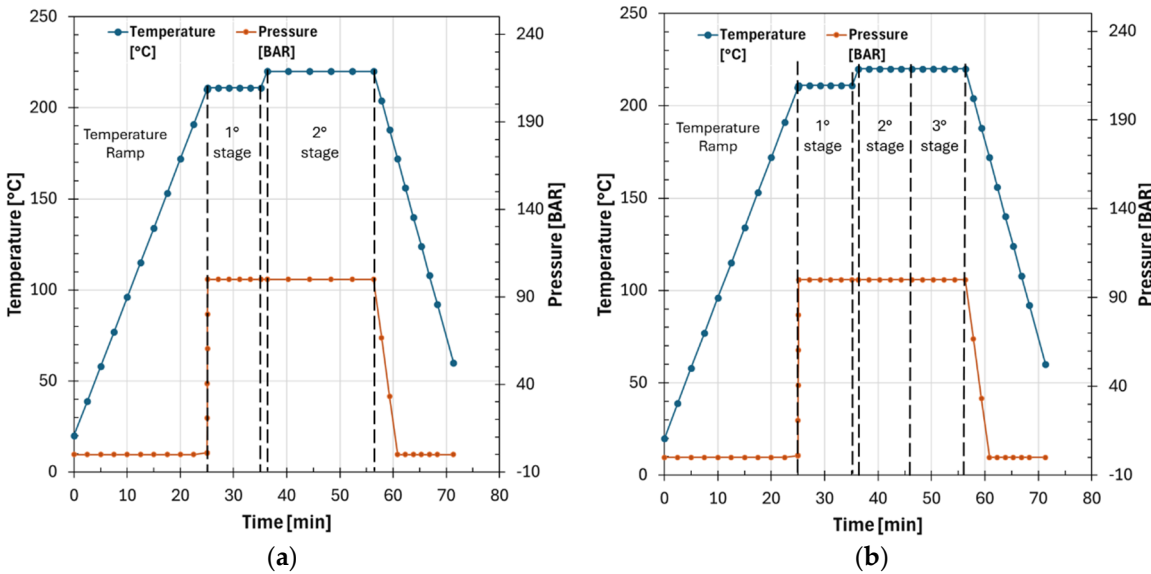 Temperature [°C]
Pressure [BAR]
250
200
150
100
50
0
240
190
140
90
40
-10
Temperature Ramp
1° stage
2° stage
Temperature [°C]
Pressure [BAR]
0 10 20 30 40 50 60 70 80
Time [min]
(a)
Temperature [°C]
Pressure [BAR]
250
200
150
100
50
0
240
190
140
90
40
-10
Temperature Ramp
1° stage
2° stage
3° stage
Temperature [°C]
Pressure [BAR]
0 10 20 30 40 50 60 70 80
Time [min]
(b)